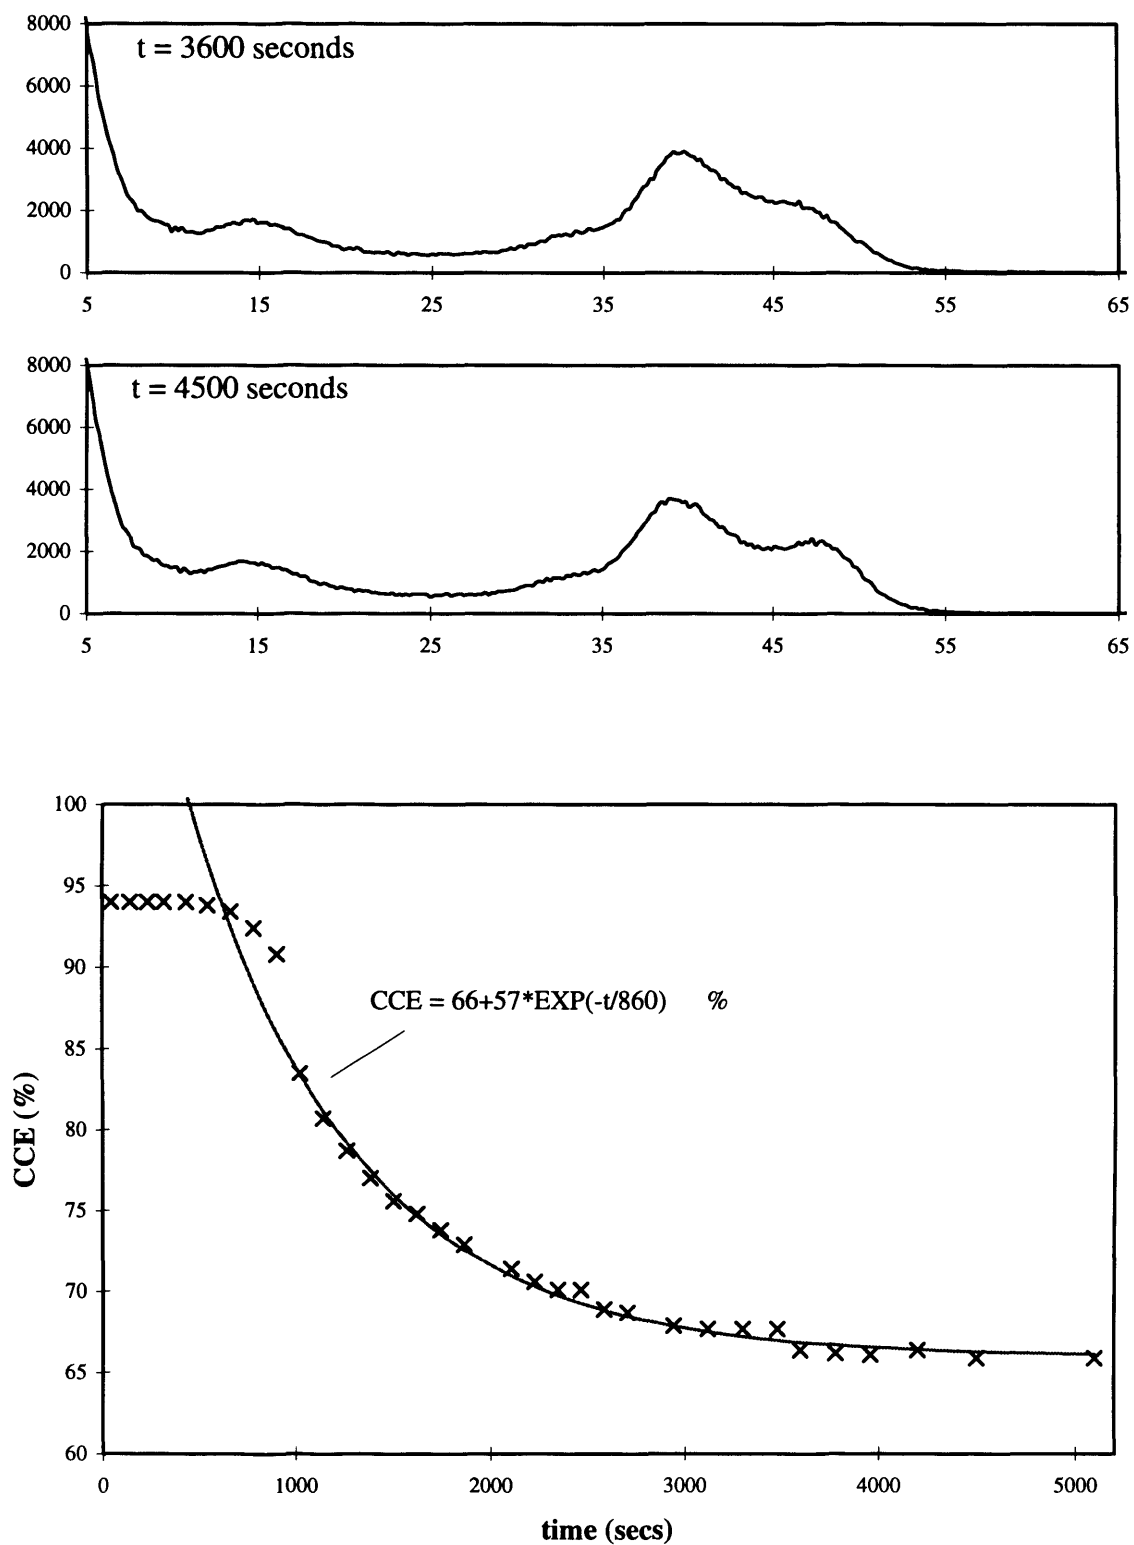 8000
t = 3600 seconds
6000
4000
2000
0
5 15 25 35 45 55 65
8000
t = 4500 seconds
6000
4000
2000
0
5 15 25 35 45 55 65
100
95
90
CCE = 66+57*EXP(-t/860) %
85
CCE (%)
80
75
70
65
60
0 1000 2000 3000 4000 5000
time (secs)